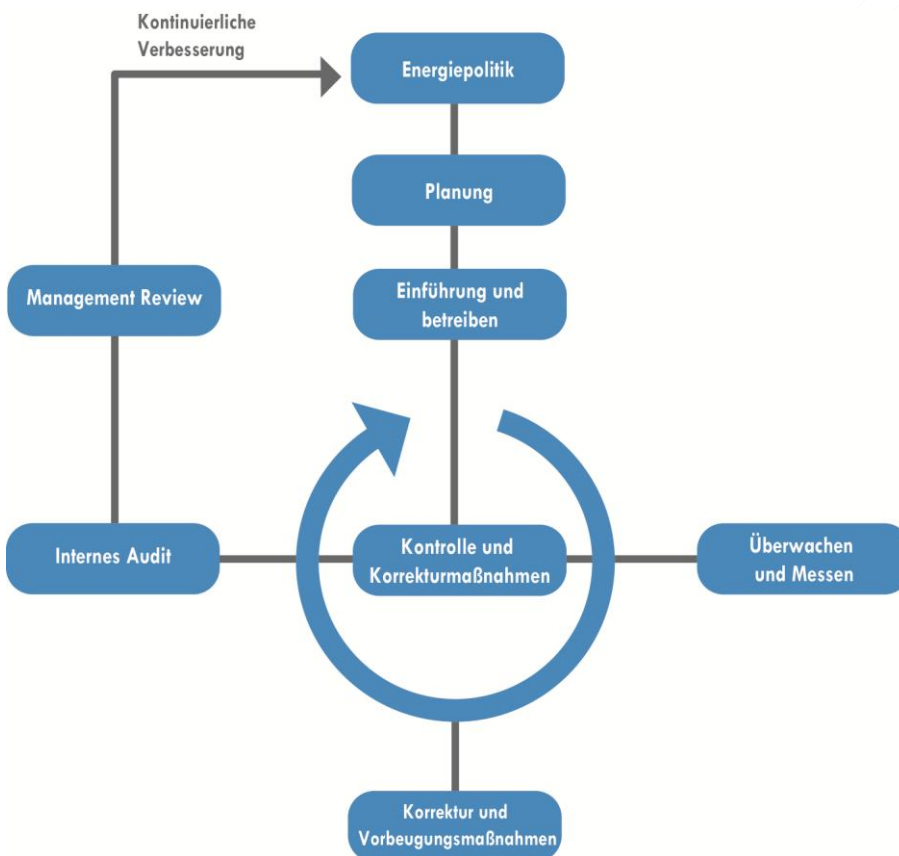 Kontinuierliche
Verbesserung
Energiepolitik
Planung
Management Review
Einführung und
betreiben
Internes Audit
Kontrolle und
Korrekturmaßnahmen
Überwachen
und Messen
Korrektur und
Vorbeugungsmaßnahmen